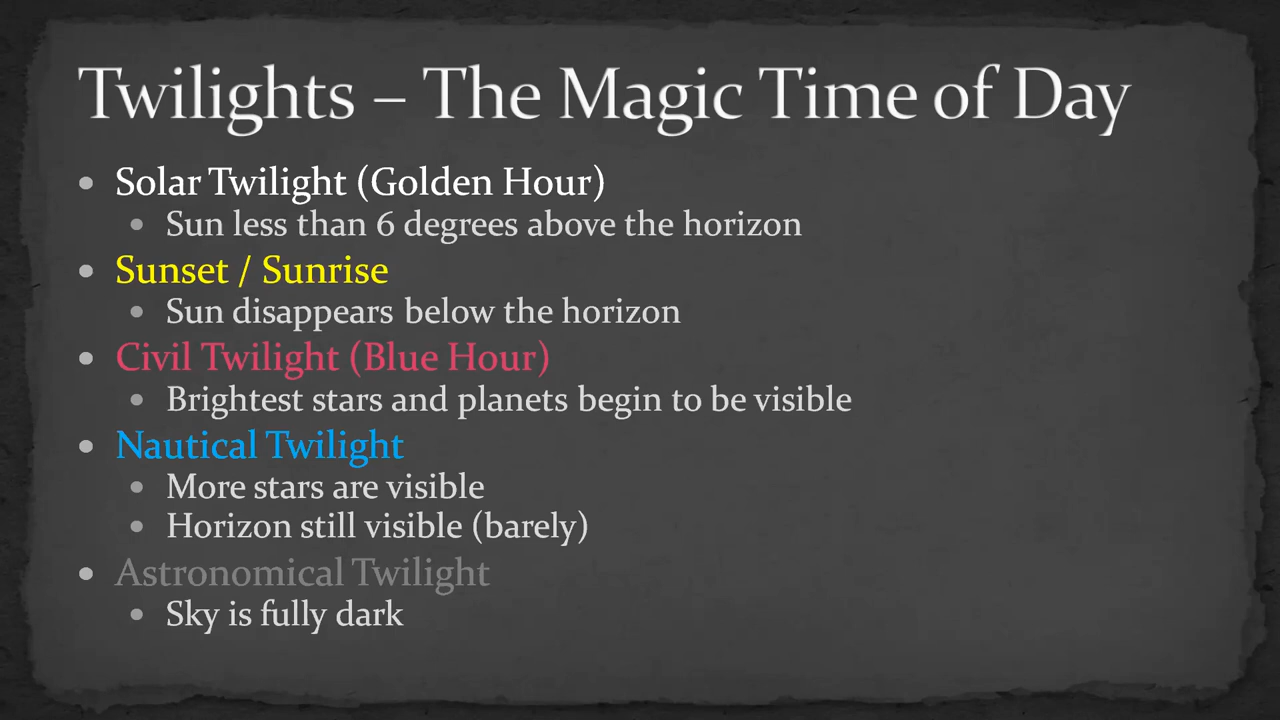 Twilights – The Magic Time of Day
• Solar Twilight (Golden Hour)
• Sun less than 6 degrees above the horizon
• Sunset / Sunrise
• Sun disappears below the horizon
• Civil Twilight (Blue Hour)
• Brightest stars and planets begin to be visible
• Nautical Twilight
• More stars are visible
• Horizon still visible (barely)
• Astronomical Twilight
• Sky is fully dark